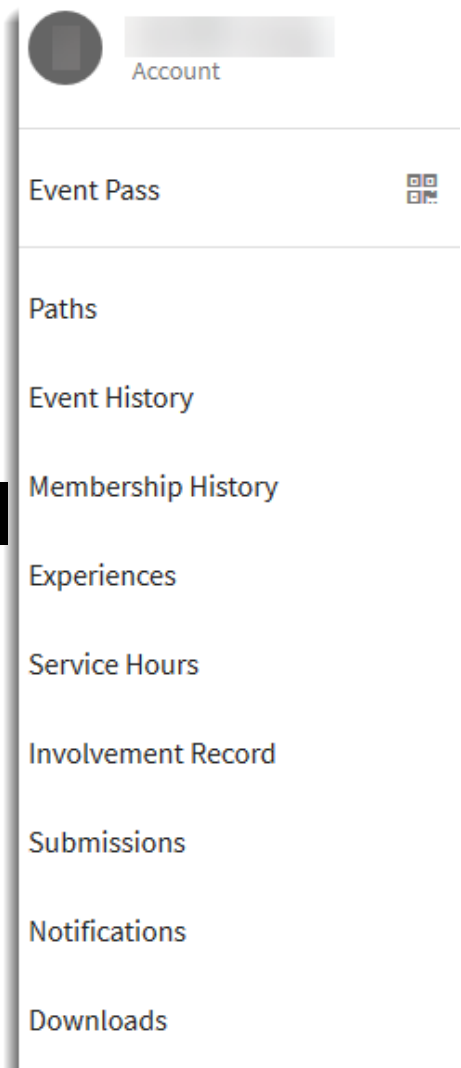 Account
Event Pass
Paths
Event History
Membership History
Experiences
Service Hours
Involvement Record
Submissions
Notifications
Downloads